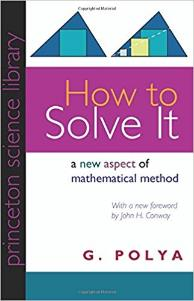 princeton science library
How to
Solve It
a new aspect of
mathematical method
With a new foreword
by John H. Conway
G. POLYA